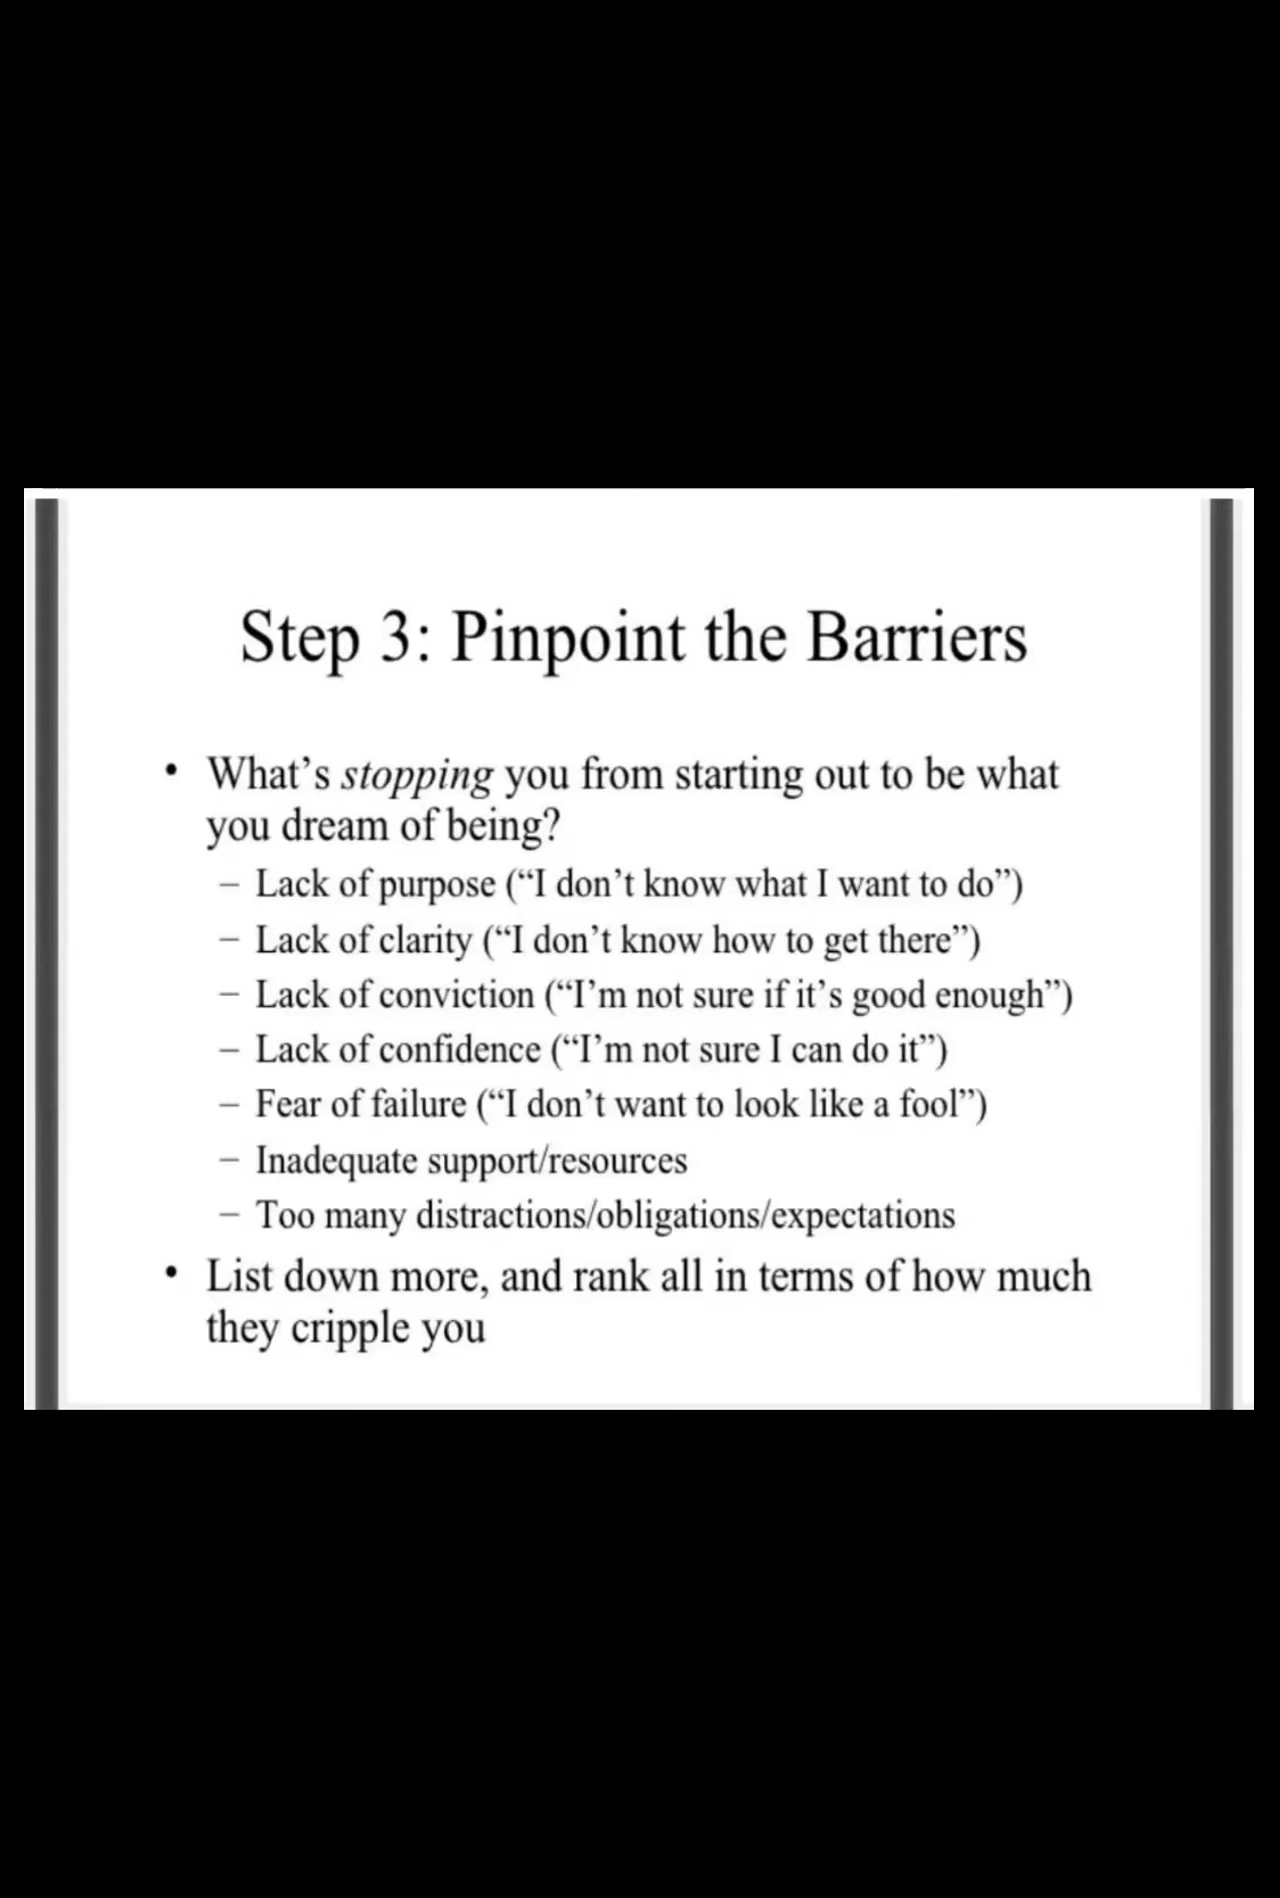 Step 3: Pinpoint the Barriers
• What’s stopping you from starting out to be what
you dream of being?
– Lack of purpose (“I don’t know what I want to do”)
– Lack of clarity (“I don’t know how to get there”)
– Lack of conviction (“I’m not sure if it’s good enough”)
– Lack of confidence (“I’m not sure I can do it”)
– Fear of failure (“I don’t want to look like a fool”)
– Inadequate support/resources
– Too many distractions/obligations/expectations
• List down more, and rank all in terms of how much
they cripple you